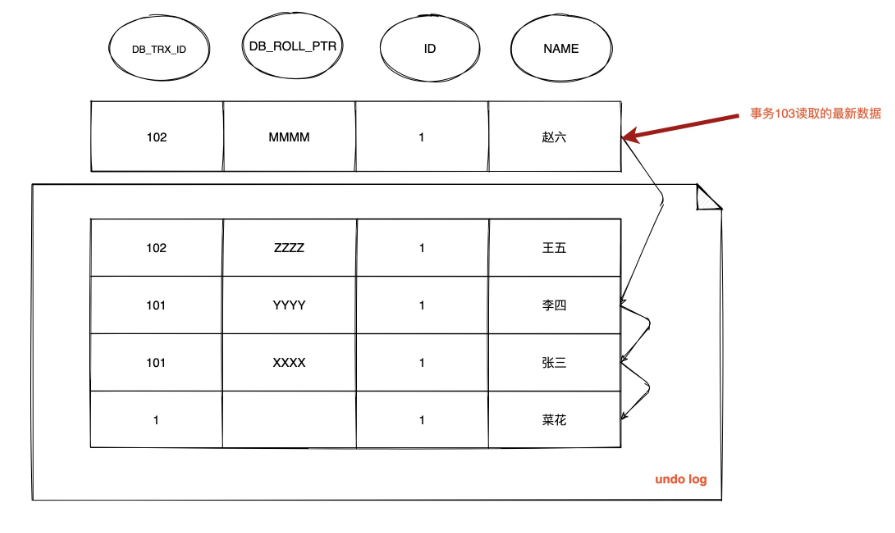 DB_TRX_ID DB_ROLL_PTR ID NAME
102 MMMM 1 赵六
事务103读取的最新数据
102 ZZZZ 1 王五
101 YYYY 1 李四
101 XXXX 1 张三
1 1 菜花
undo log